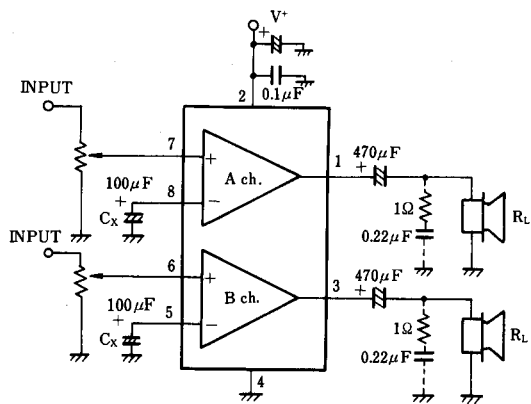 V+
+
2
0.1μF
INPUT
7
+
A ch.
1
470μF
+
100μF
+
8
−
CX
1Ω
0.22μF
RL
INPUT
6
+
B ch.
3
470μF
+
100μF
+
5
−
CX
1Ω
0.22μF
RL
4